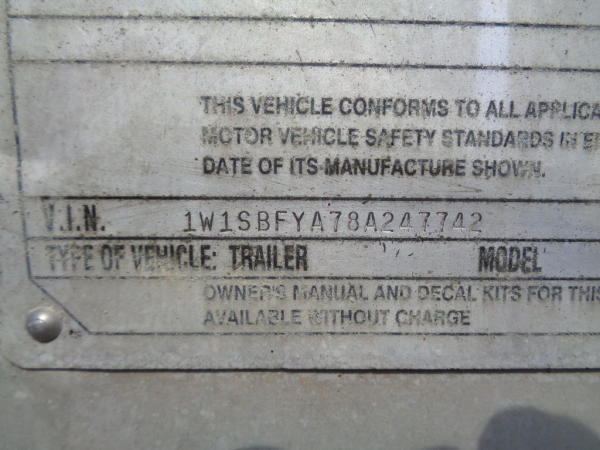 THIS VEHICLE CONFORMS TO ALL APPLICA
MOTOR VEHICLE SAFETY STANDARDS IN E
DATE OF ITS MANUFACTURE SHOWN.
V.I.N. 1W1SBFYA78A247742
TYPE OF VEHICLE: TRAILER MODEL
OWNER'S MANUAL AND DECAL KITS FOR THIS
AVAILABLE WITHOUT CHARGE